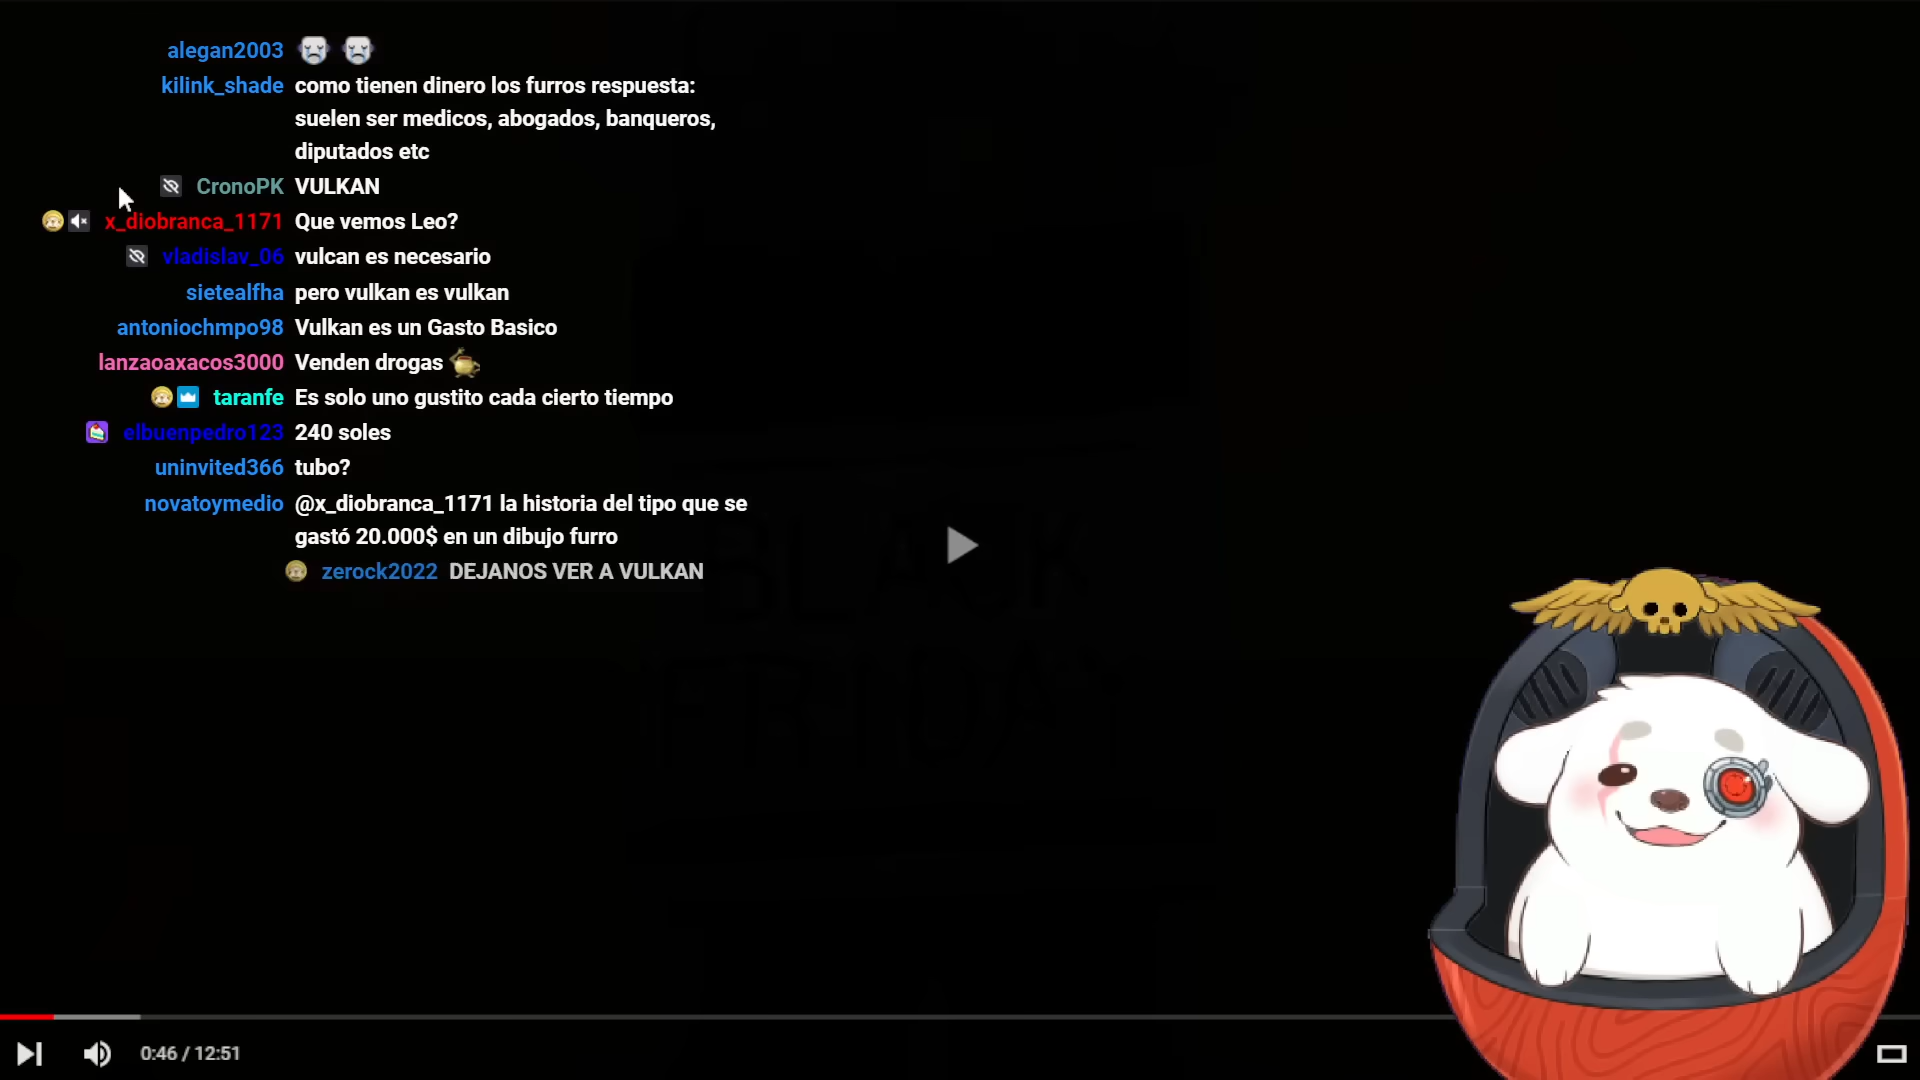 alegan2003
kilink_shade como tienen dinero los furros respuesta:
suelen ser medicos, abogados, banqueros,
diputados etc
CronoPK VULKAN
x_diobranca_1171 Que vemos Leo?
vladislav_06 vulcan es necesario
sietealfha pero vulkan es vulkan
antoniochmpo98 Vulkan es un Gasto Basico
lanzaoaxacos3000 Venden drogas
taranfe Es solo uno gustito cada cierto tiempo
elbuenpedro123 240 soles
uninvited366 tubo?
novatoymedio @x_diobranca_1171 la historia del tipo que se
gastó 20.000$ en un dibujo furro
zerock2022 DEJANOS VER A VULKAN
BLACK
FRIDAY
0:46 / 12:51